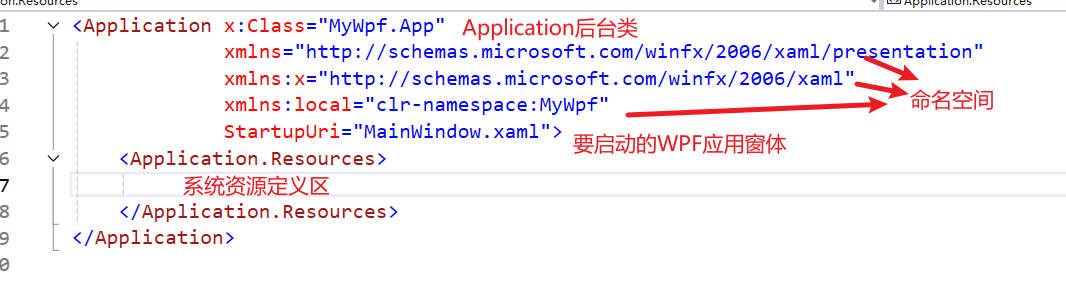 on.Resources
Application.Resources
1 <Application x:Class="MyWpf.App" Application后台类
2 xmlns="http://schemas.microsoft.com/winfx/2006/xaml/presentation"
3 xmlns:x="http://schemas.microsoft.com/winfx/2006/xaml"
命名空间
4 xmlns:local="clr-namespace:MyWpf"
5 StartupUri="MainWindow.xaml"> 要启动的WPF应用窗体
6 <Application.Resources>
7 系统资源定义区
8 </Application.Resources>
9 </Application>
0